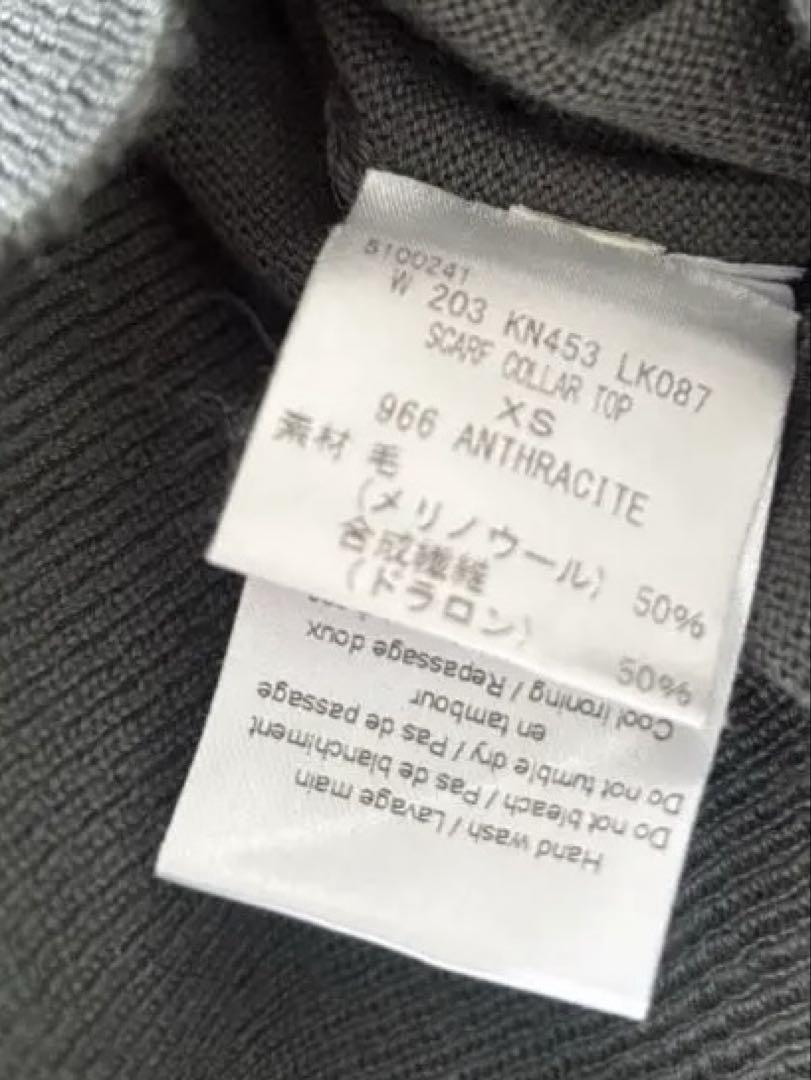 5100241
W 203 KN453 LK087
SCARF COLLAR TOP
XS
966 ANTHRACITE
素材 毛
(メリノウール) 50%
合成繊維
(ドラロン) 50%
Hand wash / Lavage main
Do not bleach / Pas de blanchiment
Do not tumble dry / Pas de passage
en tambour
Cool ironing / Repassage doux